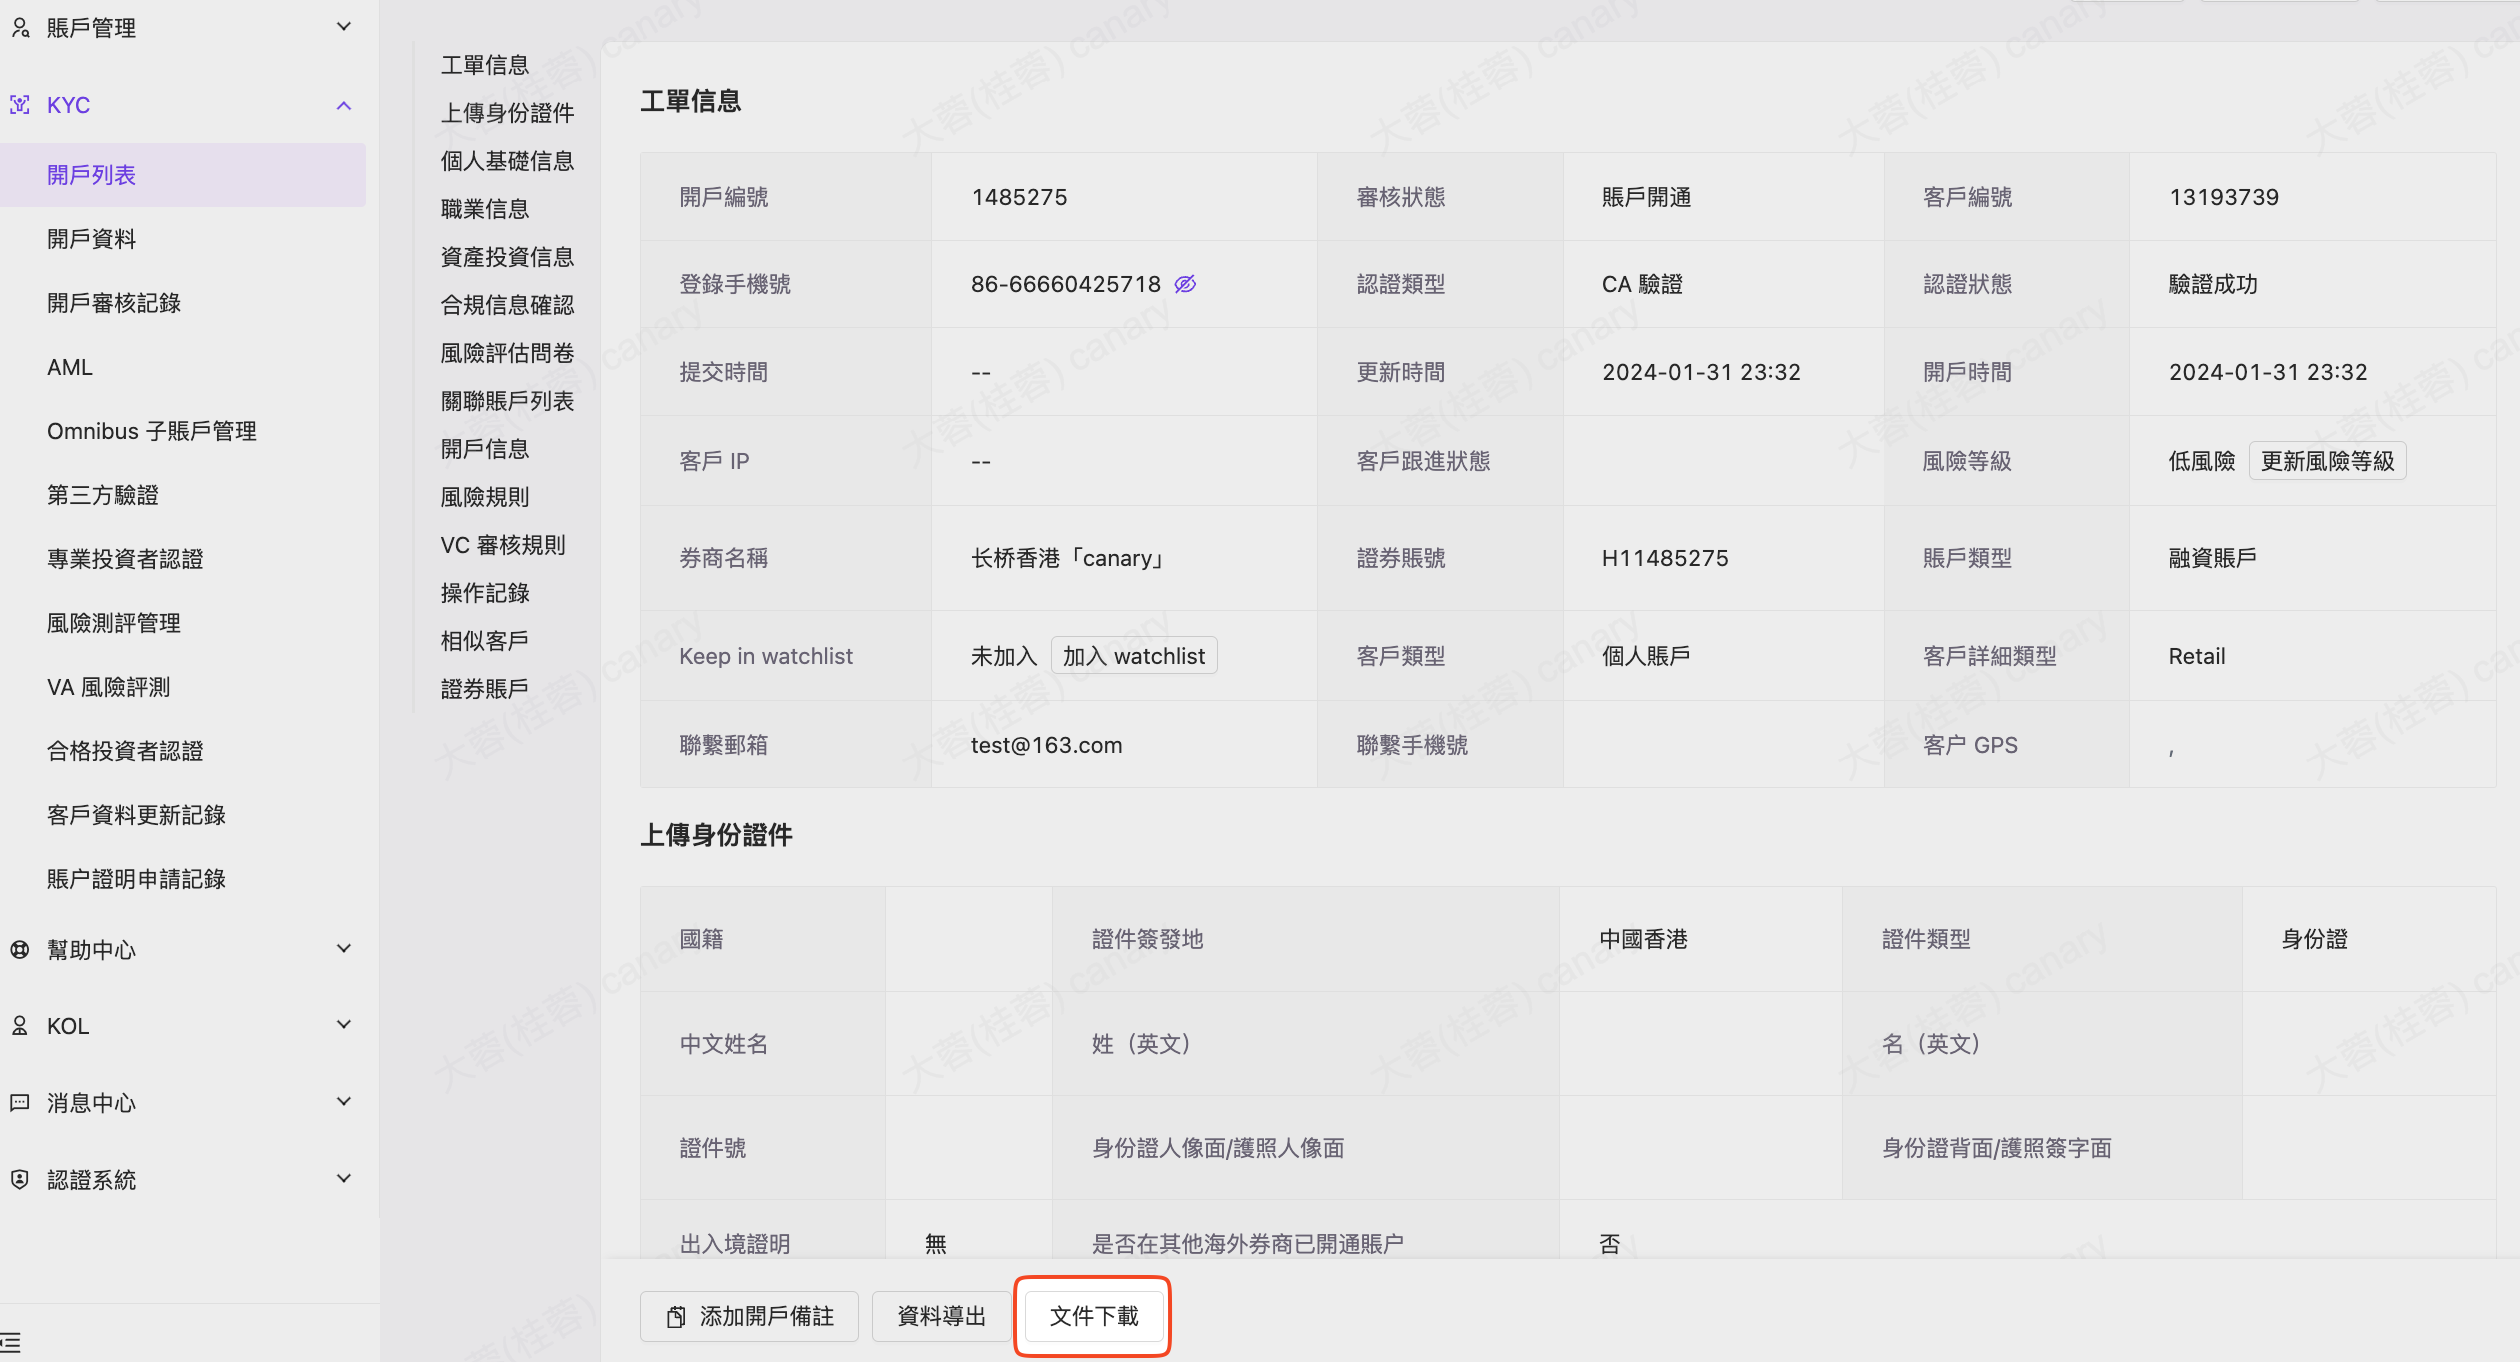 賬戶管理
KYC
開戶列表
開戶資料
開戶審核記錄
AML
Omnibus 子賬戶管理
第三方驗證
專業投資者認證
風險測評管理
VA 風險評測
合格投資者認證
客戶資料更新記錄
賬户證明申請記錄
幫助中心
KOL
消息中心
認證系統
工單信息
上傳身份證件
個人基礎信息
職業信息
資產投資信息
合規信息確認
風險評估問卷
關聯賬戶列表
開戶信息
風險規則
VC 審核規則
操作記錄
相似客戶
證券賬戶
工單信息
開戶編號 1485275 審核狀態 賬戶開通 客戶編號 13193739
登錄手機號 86-66660425718 認證類型 CA 驗證 認證狀態 驗證成功
提交時間 -- 更新時間 2024-01-31 23:32 開戶時間 2024-01-31 23:32
客戶 IP -- 客戶跟進狀態 風險等級 低風險 更新風險等級
券商名稱 长桥香港「canary」 證券賬號 H11485275 賬戶類型 融資賬戶
Keep in watchlist 未加入 加入 watchlist 客戶類型 個人賬戶 客戶詳細類型 Retail
聯繫郵箱 test@163.com 聯繫手機號 客户 GPS ,
上傳身份證件
國籍 證件簽發地 中國香港 證件類型 身份證
中文姓名 姓（英文） 名（英文）
證件號 身份證人像面/護照人像面 身份證背面/護照簽字面
出入境證明 無 是否在其他海外券商已開通賬户 否
添加開戶備註 資料導出 文件下載
大蓉(桂蓉) canary